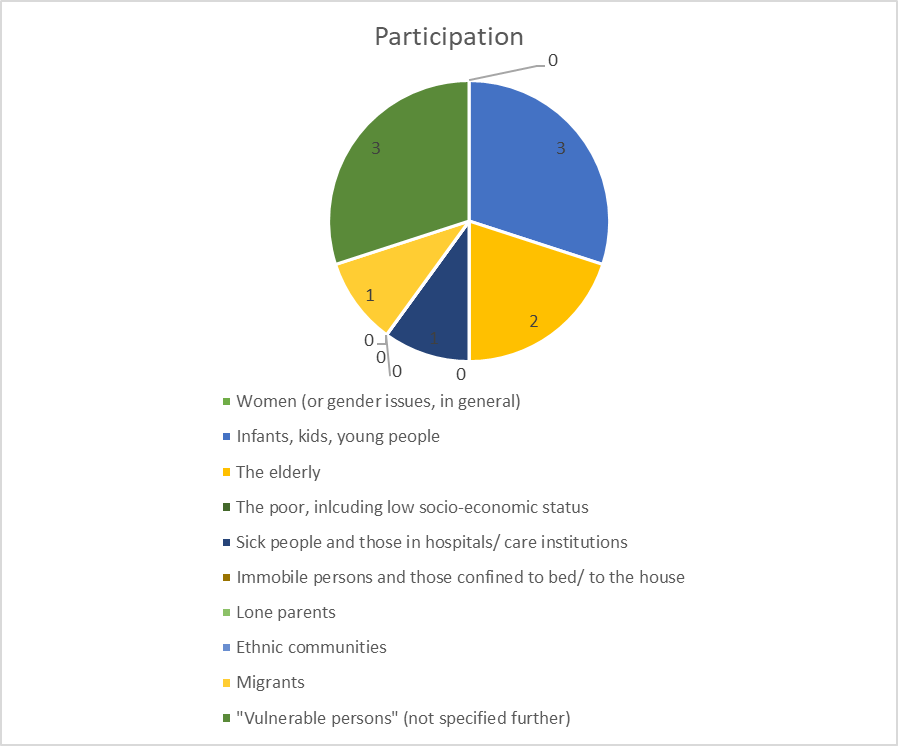 Participation
0
3
3
1
2
1
0
0
0
0
Women (or gender issues, in general)
Infants, kids, young people
The elderly
The poor, inlcuding low socio-economic status
Sick people and those in hospitals/ care institutions
Immobile persons and those confined to bed/ to the house
Lone parents
Ethnic communities
Migrants
"Vulnerable persons" (not specified further)